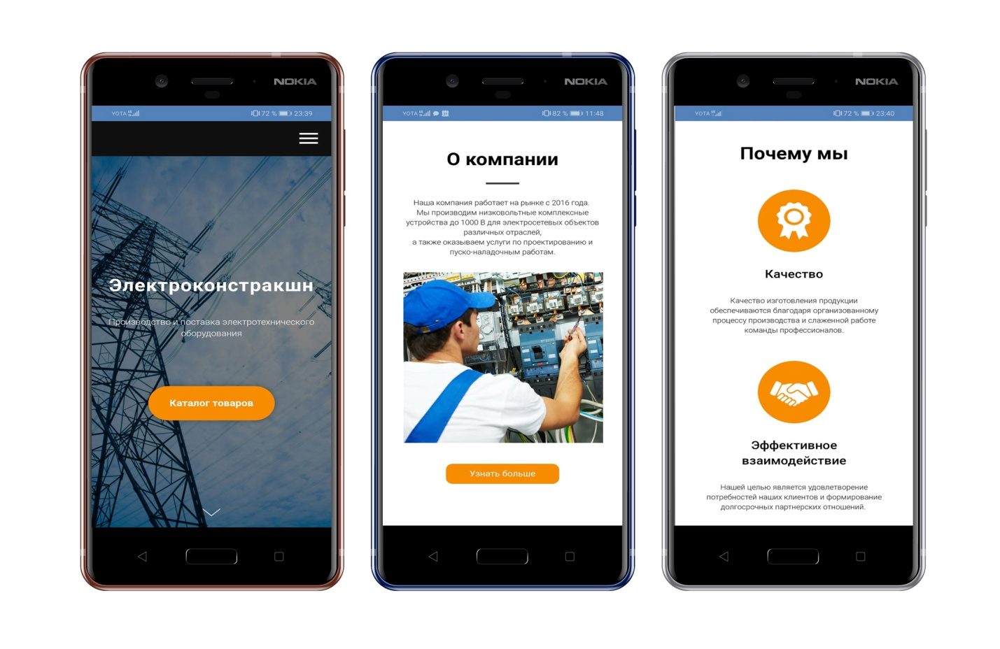 NOKIA
YOTA 72 % 23:39
Электроконстракшн
Производство и поставка электротехнического
оборудования
Каталог товаров
NOKIA
YOTA 82 % 11:48
О компании
Наша компания работает на рынке с 2016 года.
Мы производим низковольтные комплексные
устройства до 1000 В для электросетевых объектов
различных отраслей,
а также оказываем услуги по проектированию и
пуско-наладочным работам.
Узнать больше
NOKIA
YOTA 72 % 23:40
Почему мы
Качество
Качество изготовления продукции
обеспечиваются благодаря организованному
процессу производства и слаженной работе
команды профессионалов.
Эффективное
взаимодействие
Нашей целью является удовлетворение
потребностей наших клиентов и формирование
долгосрочных партнерских отношений.